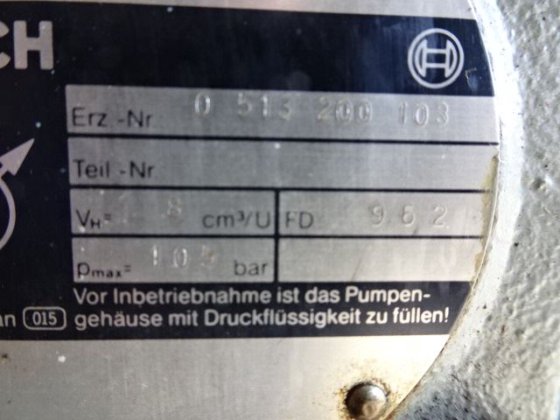 CH
Erz -Nr 0 513 200 103
Teil -Nr
VH= 8 cm³/U FD 962
pmax= 105 bar
Vor Inbetriebnahme ist das Pumpen-
an 015 gehäuse mit Druckflüssigkeit zu füllen!